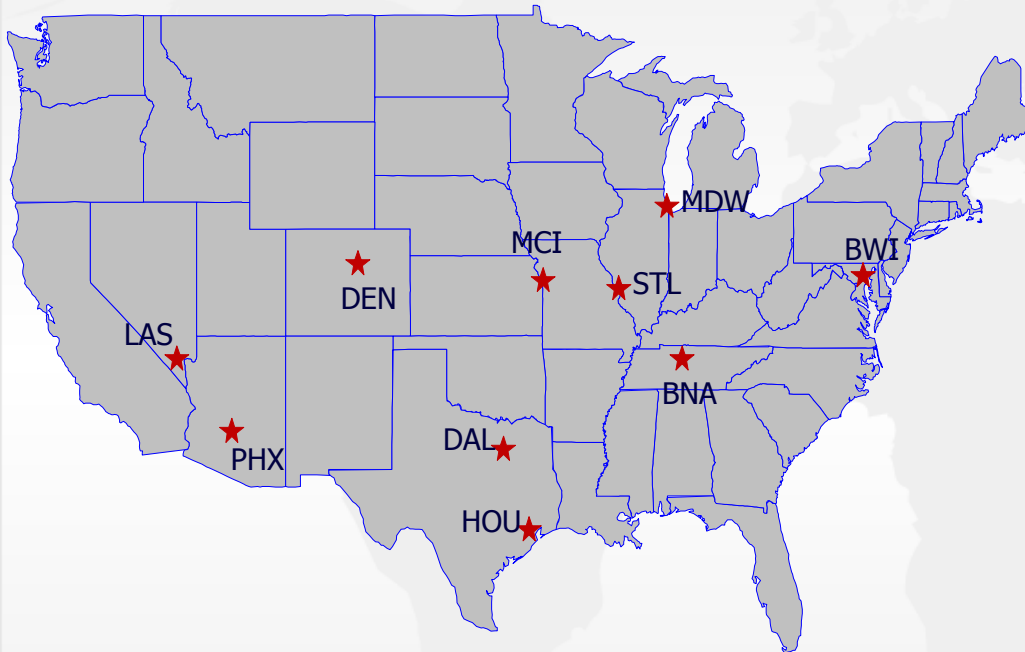 MDW
MCI
BWI
STL
DEN
LAS
BNA
DAL
PHX
HOU